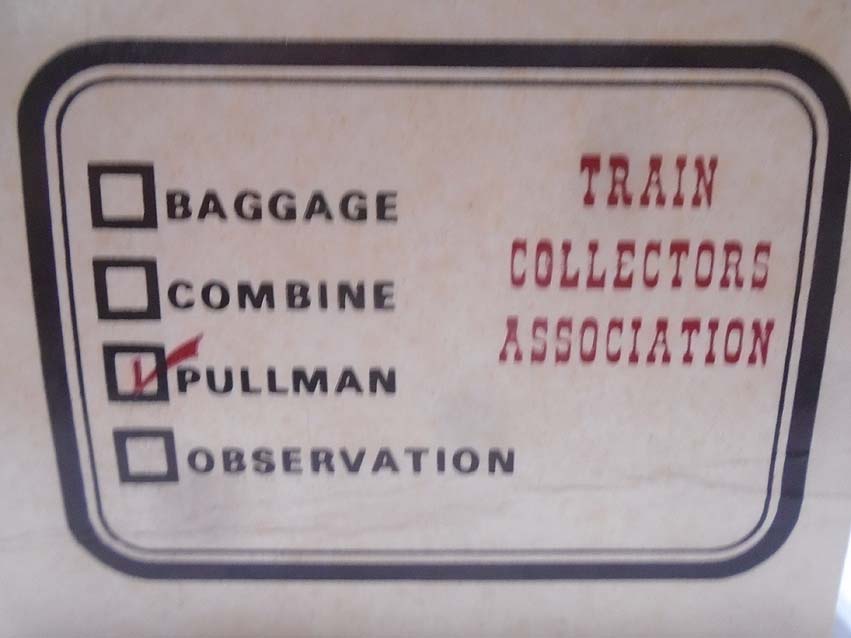 BAGGAGE
COMBINE
PULLMAN
OBSERVATION
TRAIN
COLLECTORS
ASSOCIATION